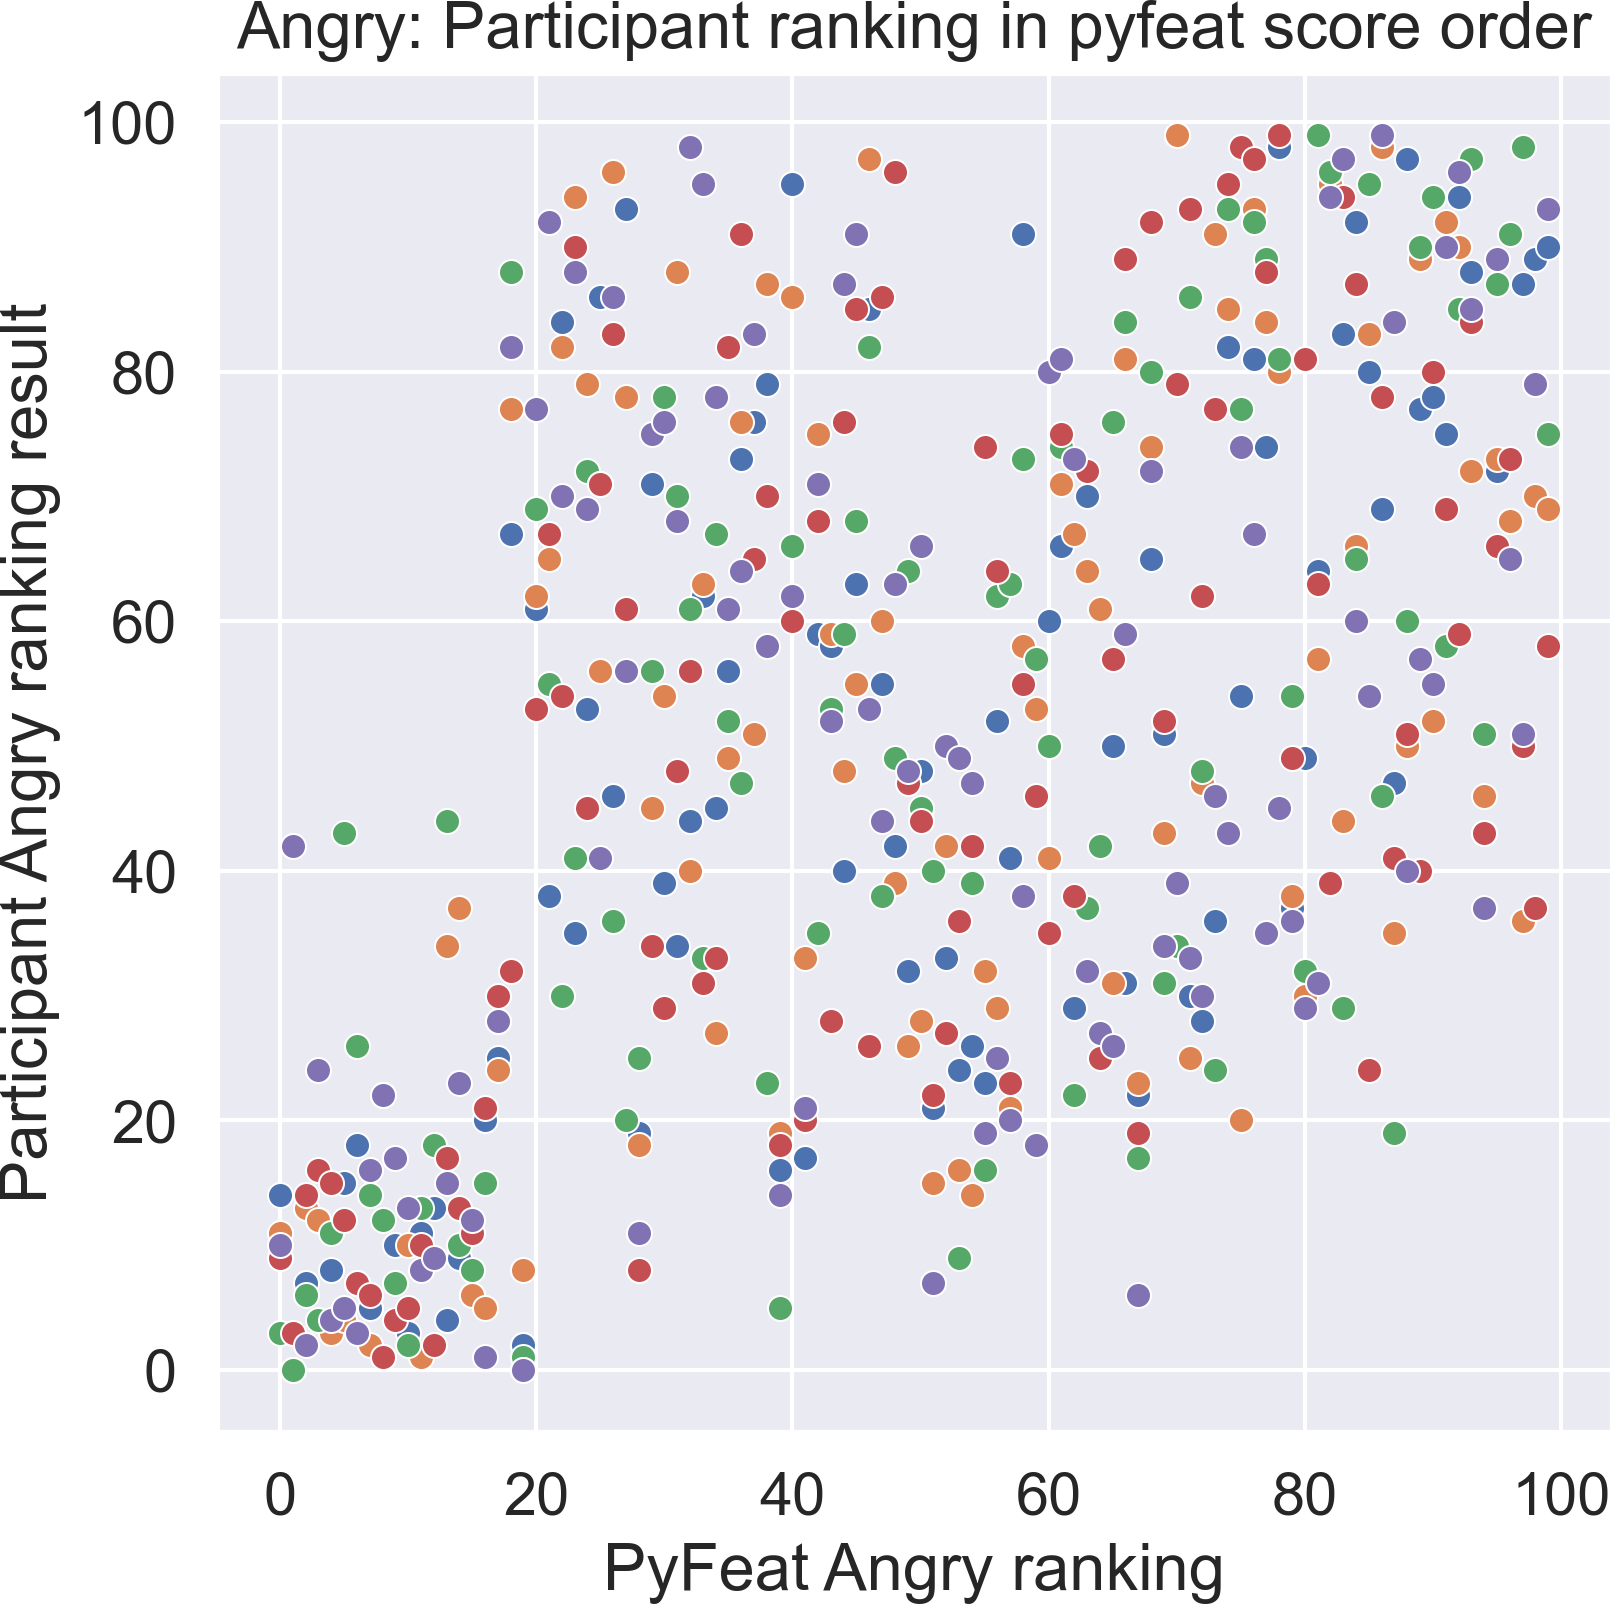 Angry: Participant ranking in pyfeat score order
Participant Angry ranking result
100
80
60
40
20
0
0 20 40 60 80 100
PyFeat Angry ranking